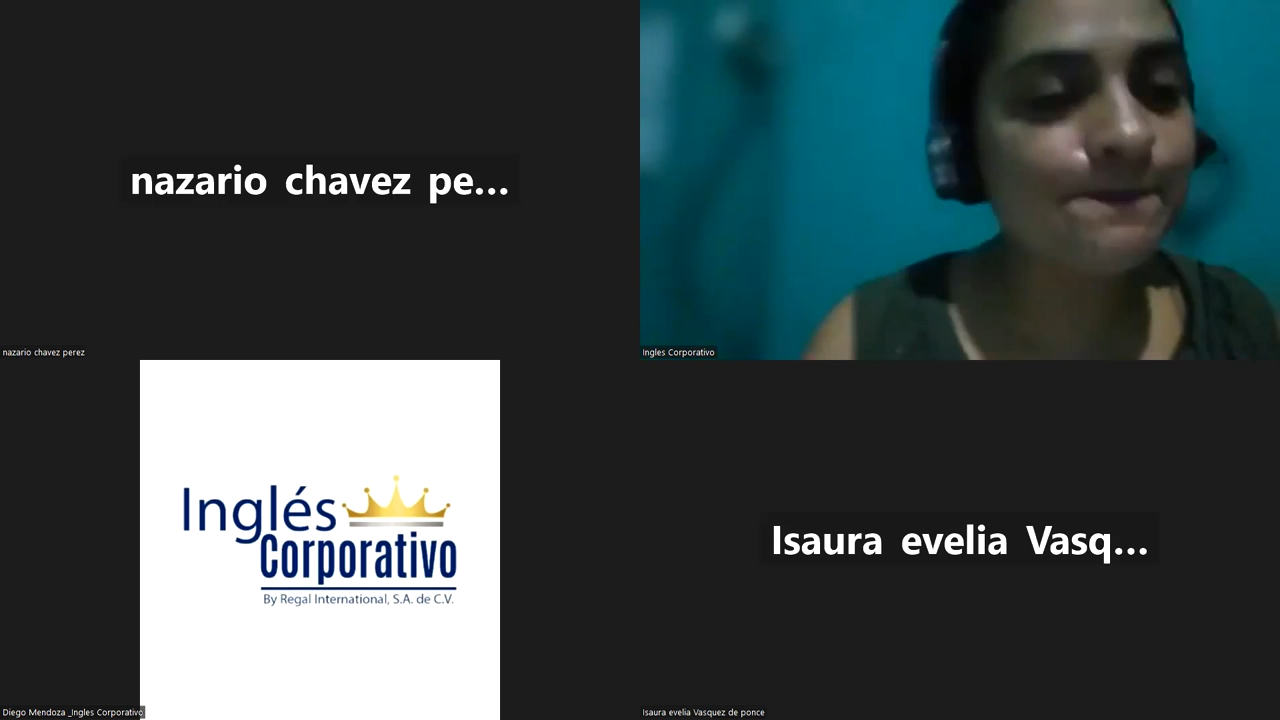 nazario chavez pe...
nazario chavez perez
Ingles Corporativo
Inglés
Corporativo
By Regal International, S.A. de C.V.
Diego Mendoza _Ingles Corporativo
Isaura evelia Vasq...
Isaura evelia Vasquez de ponce